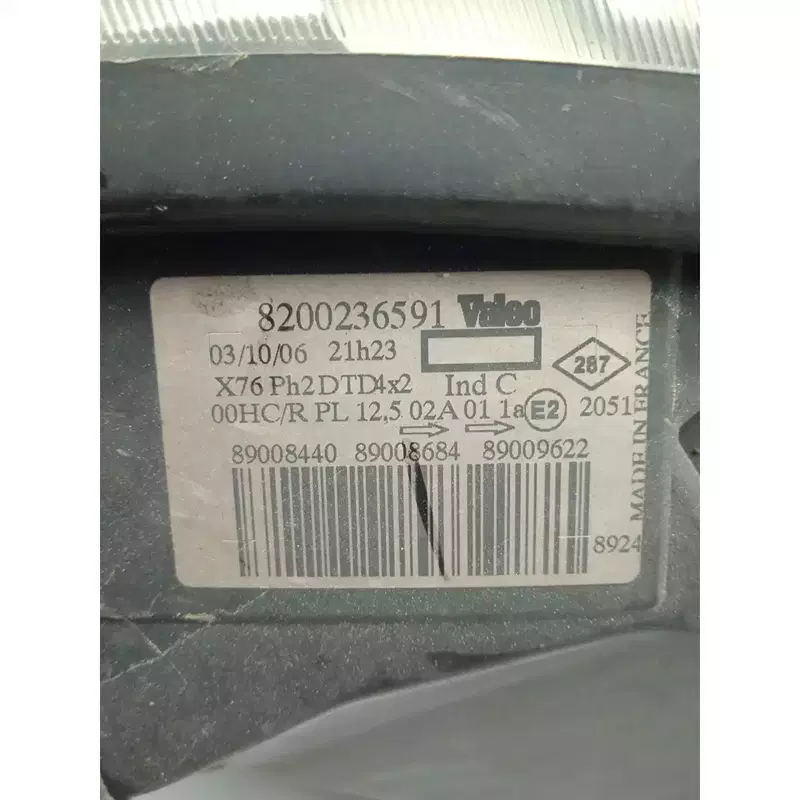 8200236591 Valeo
03/10/06 21h23
287
X76 Ph2 DTD4x2 Ind C
00HC/R PL 12,5 02A 01 1a E2 2051
89008440 89008684 89009622
8924
MADE IN FRANCE